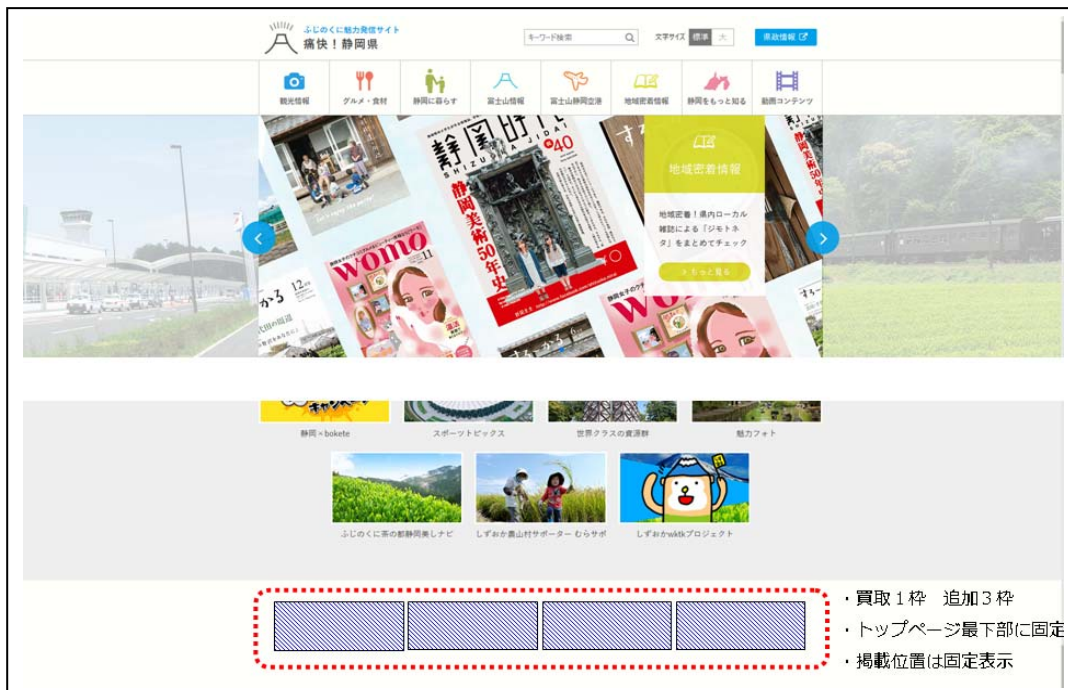 ふじのくに魅力発信サイト
痛快！静岡県
キーワード検索
文字サイズ 標準 大
県政情報
観光情報
グルメ・食材
静岡に暮らす
富士山情報
富士山静岡空港
地域密着情報
静岡をもっと知る
動画コンテンツ
静岡時代
SHIZUOKA JIDAI
40
静岡美術50年史
womo
11
地域密着情報
地域密着！県内ローカル
雑誌による「ジモトネ
タ」をまとめてチェック
もっと見る
静岡×bokete
スポーツトピックス
世界クラスの資源群
魅力フォト
ふじのくに茶の都静岡美しナビ
しずおか農山村サポーター むらサポ
しずおかwktkプロジェクト
・買取１枠　追加３枠
・トップページ最下部に固定
・掲載位置は固定表示